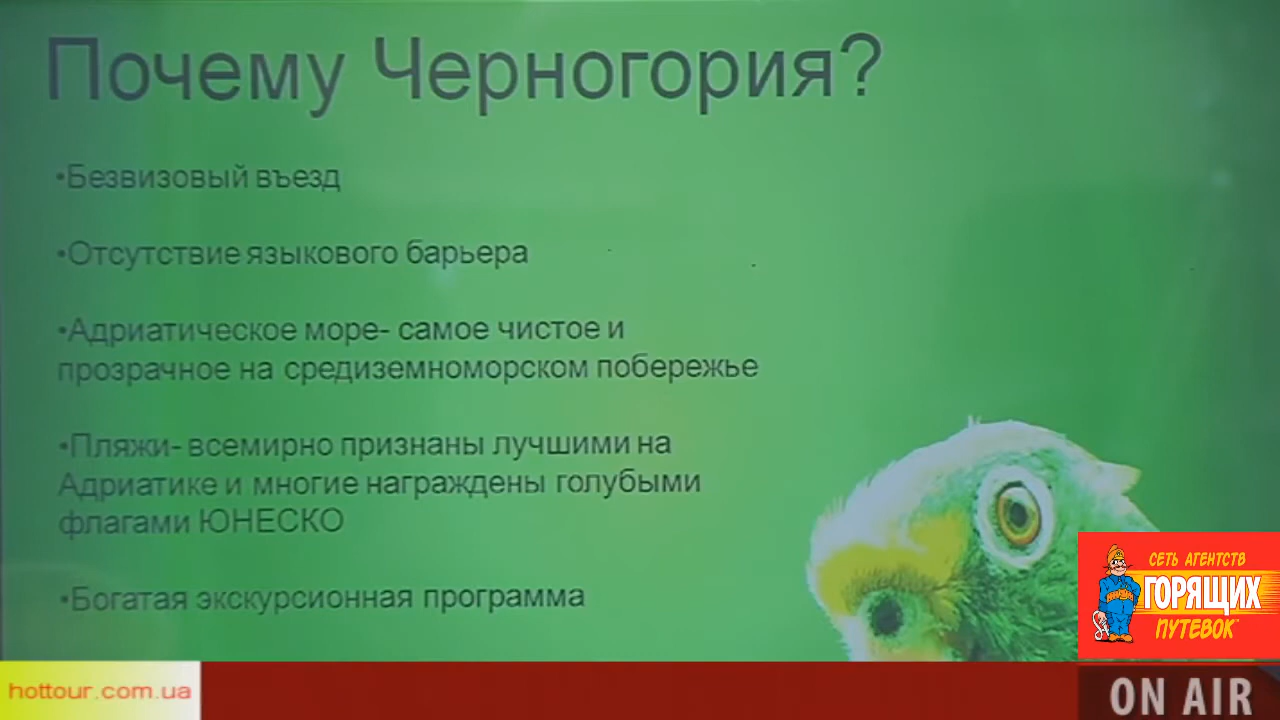 Почему Черногория?
•Безвизовый въезд
•Отсутствие языкового барьера
•Адриатическое море- самое чистое и
прозрачное на средиземноморском побережье
•Пляжи- всемирно признаны лучшими на
Адриатике и многие награждены голубыми
флагами ЮНЕСКО
•Богатая экскурсионная программа
СЕТЬ АГЕНТСТВ
ГОРЯЩИХ
ПУТЕВОК
hottour.com.ua
ON AIR